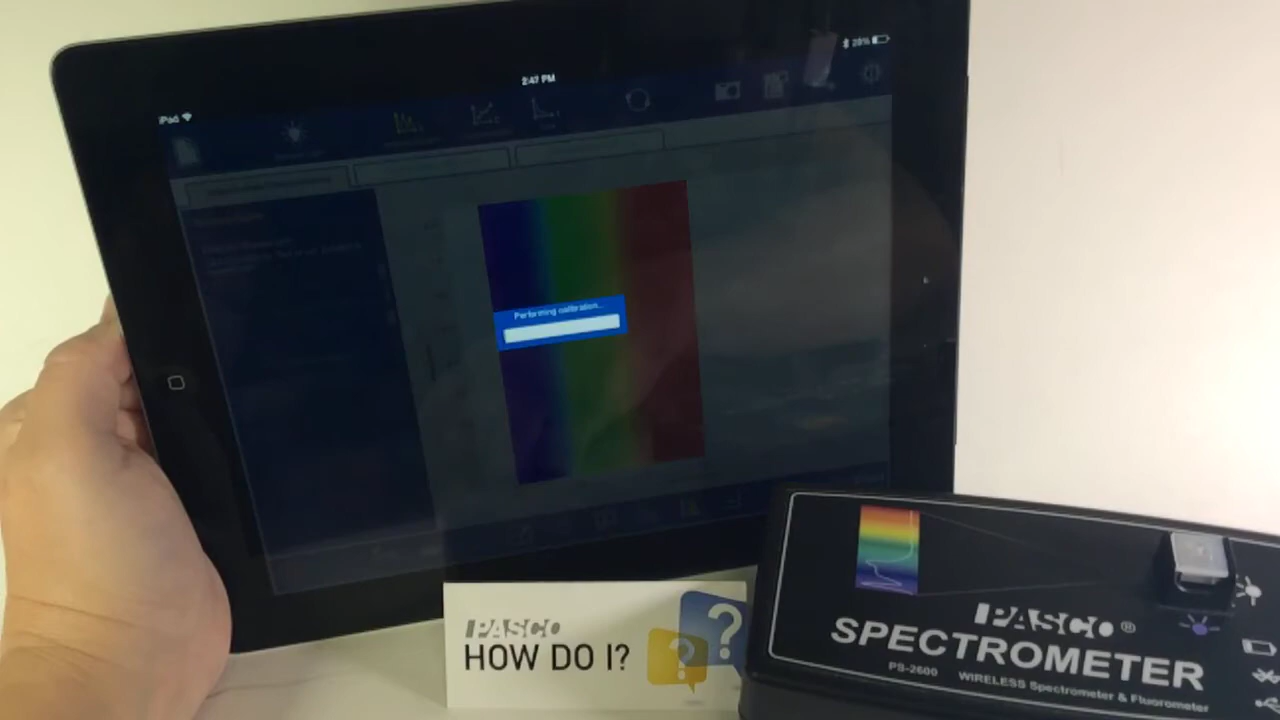 iPad
2:47 PM
28%
Performing calibration...
PASCO
HOW DO I?
PASCO®
SPECTROMETER
PS-2600 WIRELESS Spectrometer & Fluorometer